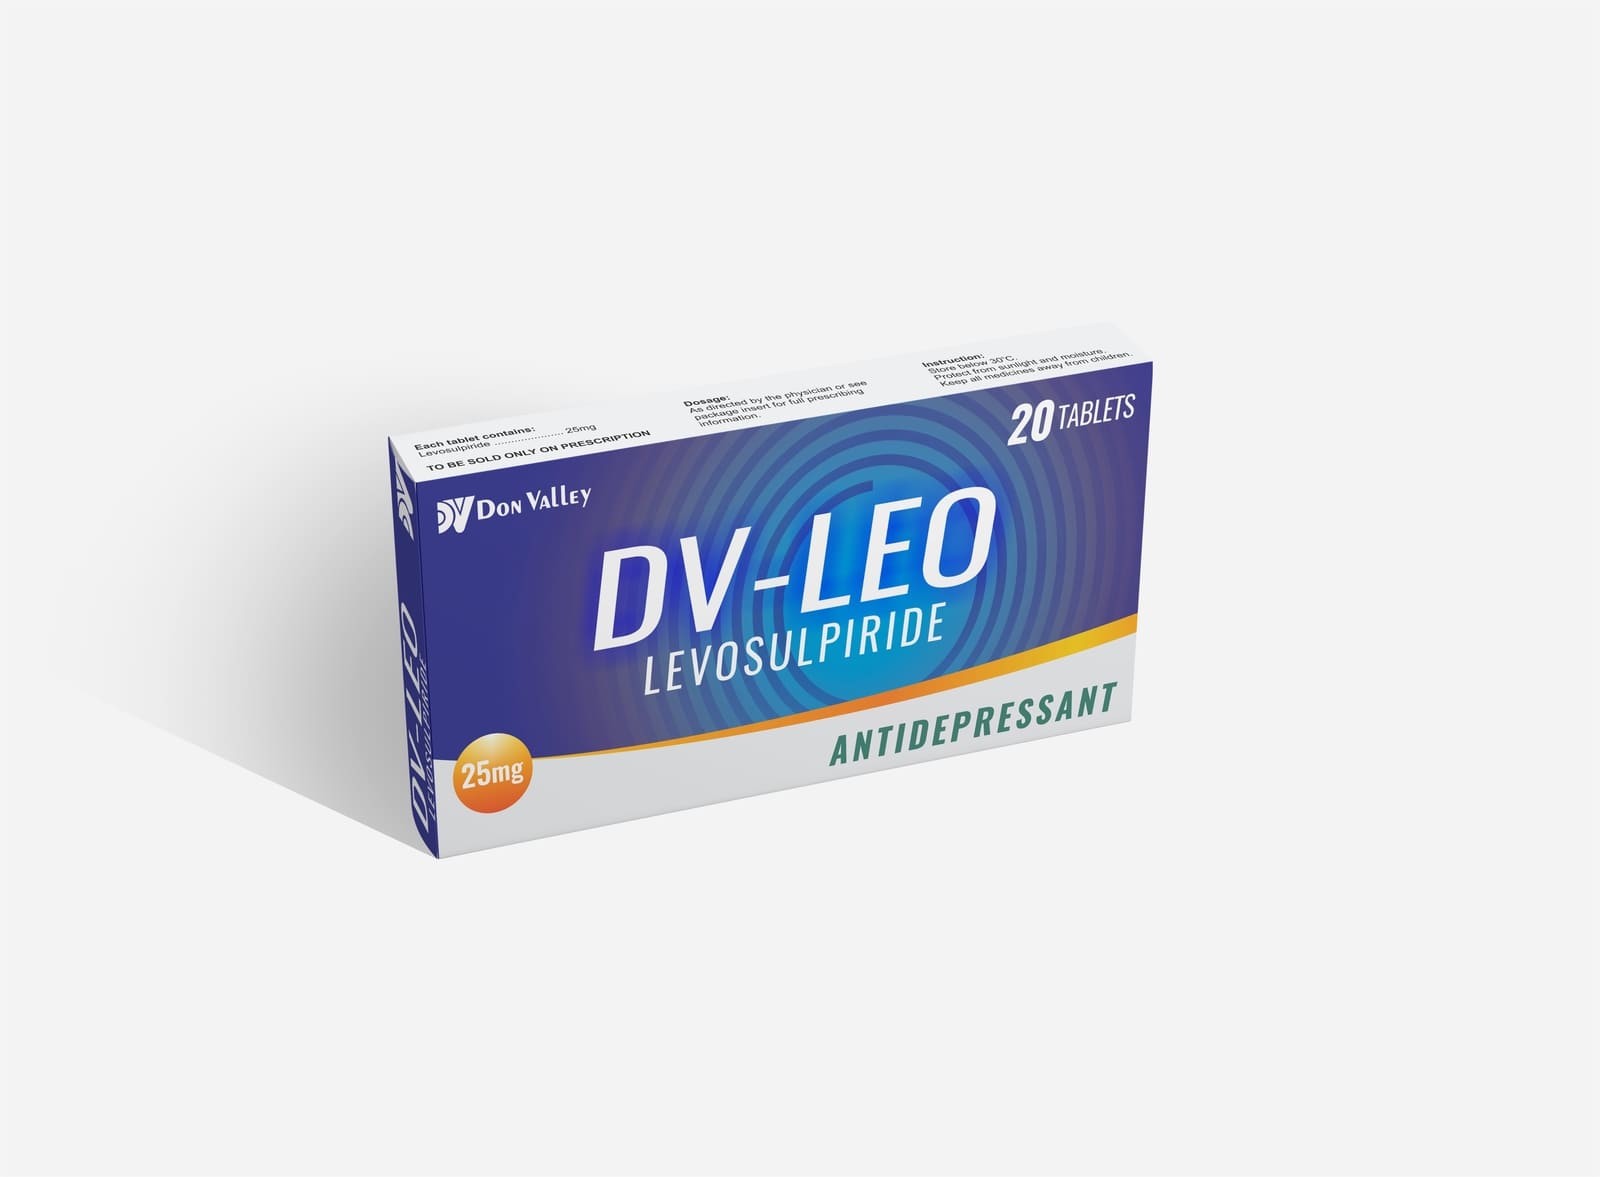 Each tablet contains:
Levosulpiride ..................... 25mg
TO BE SOLD ONLY ON PRESCRIPTION
Dosage:
As directed by the physician or see
package insert for full prescribing
information.
Instruction:
Store below 30°C.
Protect from sunlight and moisture.
Keep all medicines away from children.
DV DON VALLEY
20 TABLETS
DV-LEO
LEVOSULPIRIDE
ANTIDEPRESSANT
25mg
DV
DV-LEO
LEVOSULPIRIDE